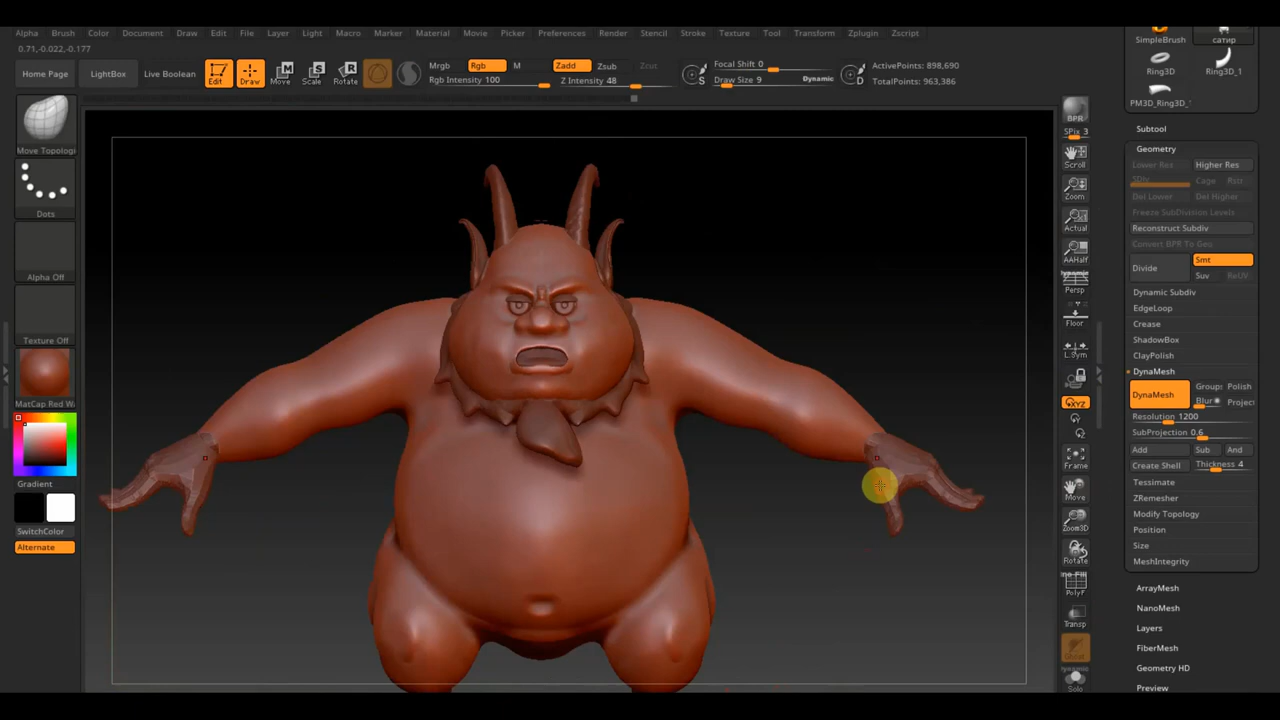 Alpha Brush Color Document Draw Edit File Layer Light Macro Marker Material Movie Picker Preferences Render Stencil Stroke Texture Tool Transform Zplugin Zscript
0.71,-0.022,-0.177
Home Page
LightBox
Live Boolean
Edit
Draw
Move
Scale
Rotate
Mrgb
Rgb
M
Rgb Intensity 100
Zadd
Zsub
Zcut
Z Intensity 48
S
Focal Shift 0
Draw Size 9
Dynamic
D
ActivePoints: 898,690
TotalPoints: 963,386
Move Topologi
Dots
Alpha Off
Texture Off
MatCap Red W
Gradient
SwitchColor
Alternate
BPR
SPix 3
Scroll
Zoom
Actual
AAHalf
Dynamic
Persp
Floor
L.Sym
XYZ
Frame
Move
Zoom3D
Rotate
PolyF
Transp
Ghost
Solo
SimpleBrush
сатир
Ring3D
Ring3D_1
PM3D_Ring3D_1
Subtool
Geometry
Lower Res
Higher Res
SDiv
Cage
Rstr
Del Lower
Del Higher
Freeze SubDivision Levels
Reconstruct Subdiv
Convert BPR To Geo
Divide
Smt
Suv
ReUV
Dynamic Subdiv
EdgeLoop
Crease
ShadowBox
ClayPolish
DynaMesh
DynaMesh
Groups
Polish
Blur
Project
Resolution 1200
SubProjection 0.6
Add
Sub
And
Create Shell
Thickness 4
Tessimate
ZRemesher
Modify Topology
Position
Size
MeshIntegrity
ArrayMesh
NanoMesh
Layers
FiberMesh
Geometry HD
Preview